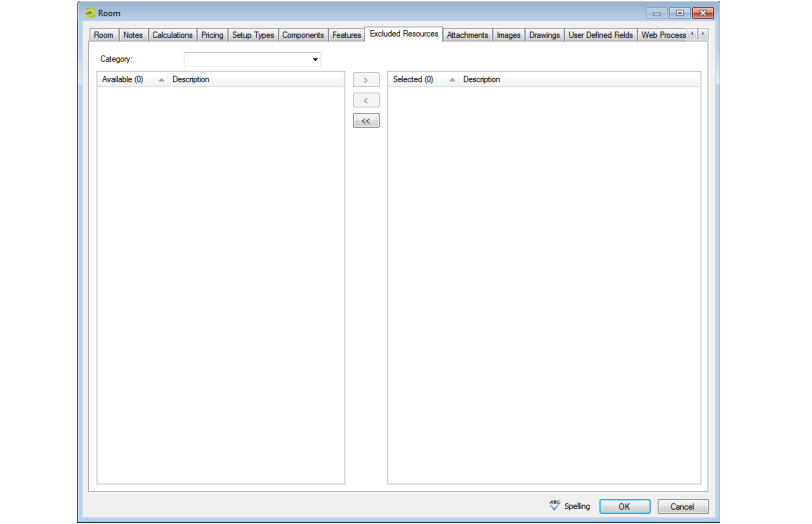 Room
Room Notes Calculations Pricing Setup Types Components Features Excluded Resources Attachments Images Drawings User Defined Fields Web Process
Category:
Available (0) Description > Selected (0) Description
<
<<
ABC Spelling OK Cancel